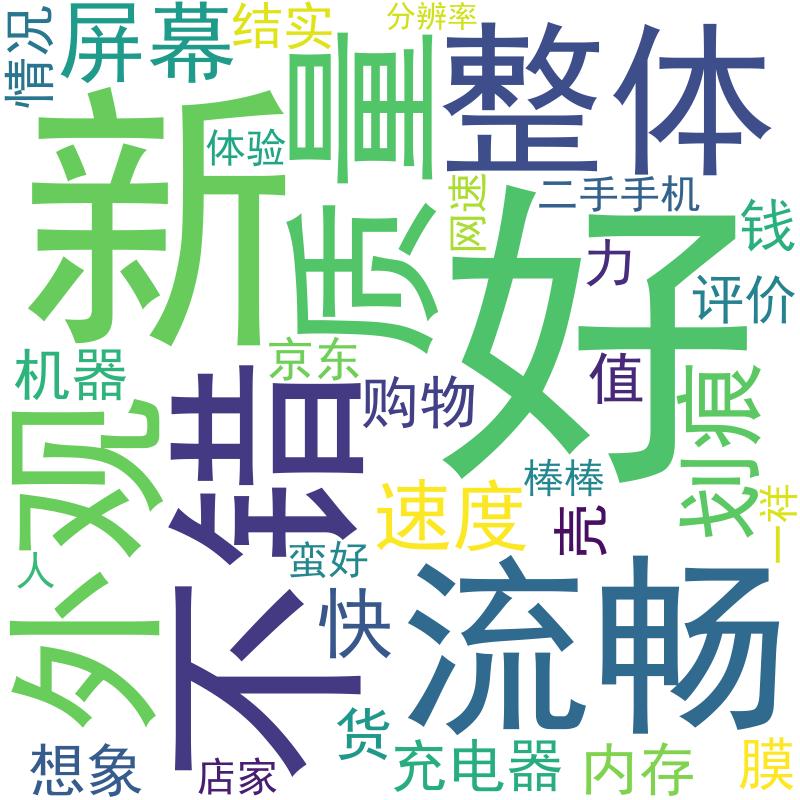 情况
屏幕
结实
分辨率
新
质量
整体
体验
网速
二手手机
好
力
钱
评价
机器
京东
不错
购物
值
划痕
外观
速度
棒棒
壳
一样
人
蛮好
快
流畅
想象
店家
货
充电器
内存
膜